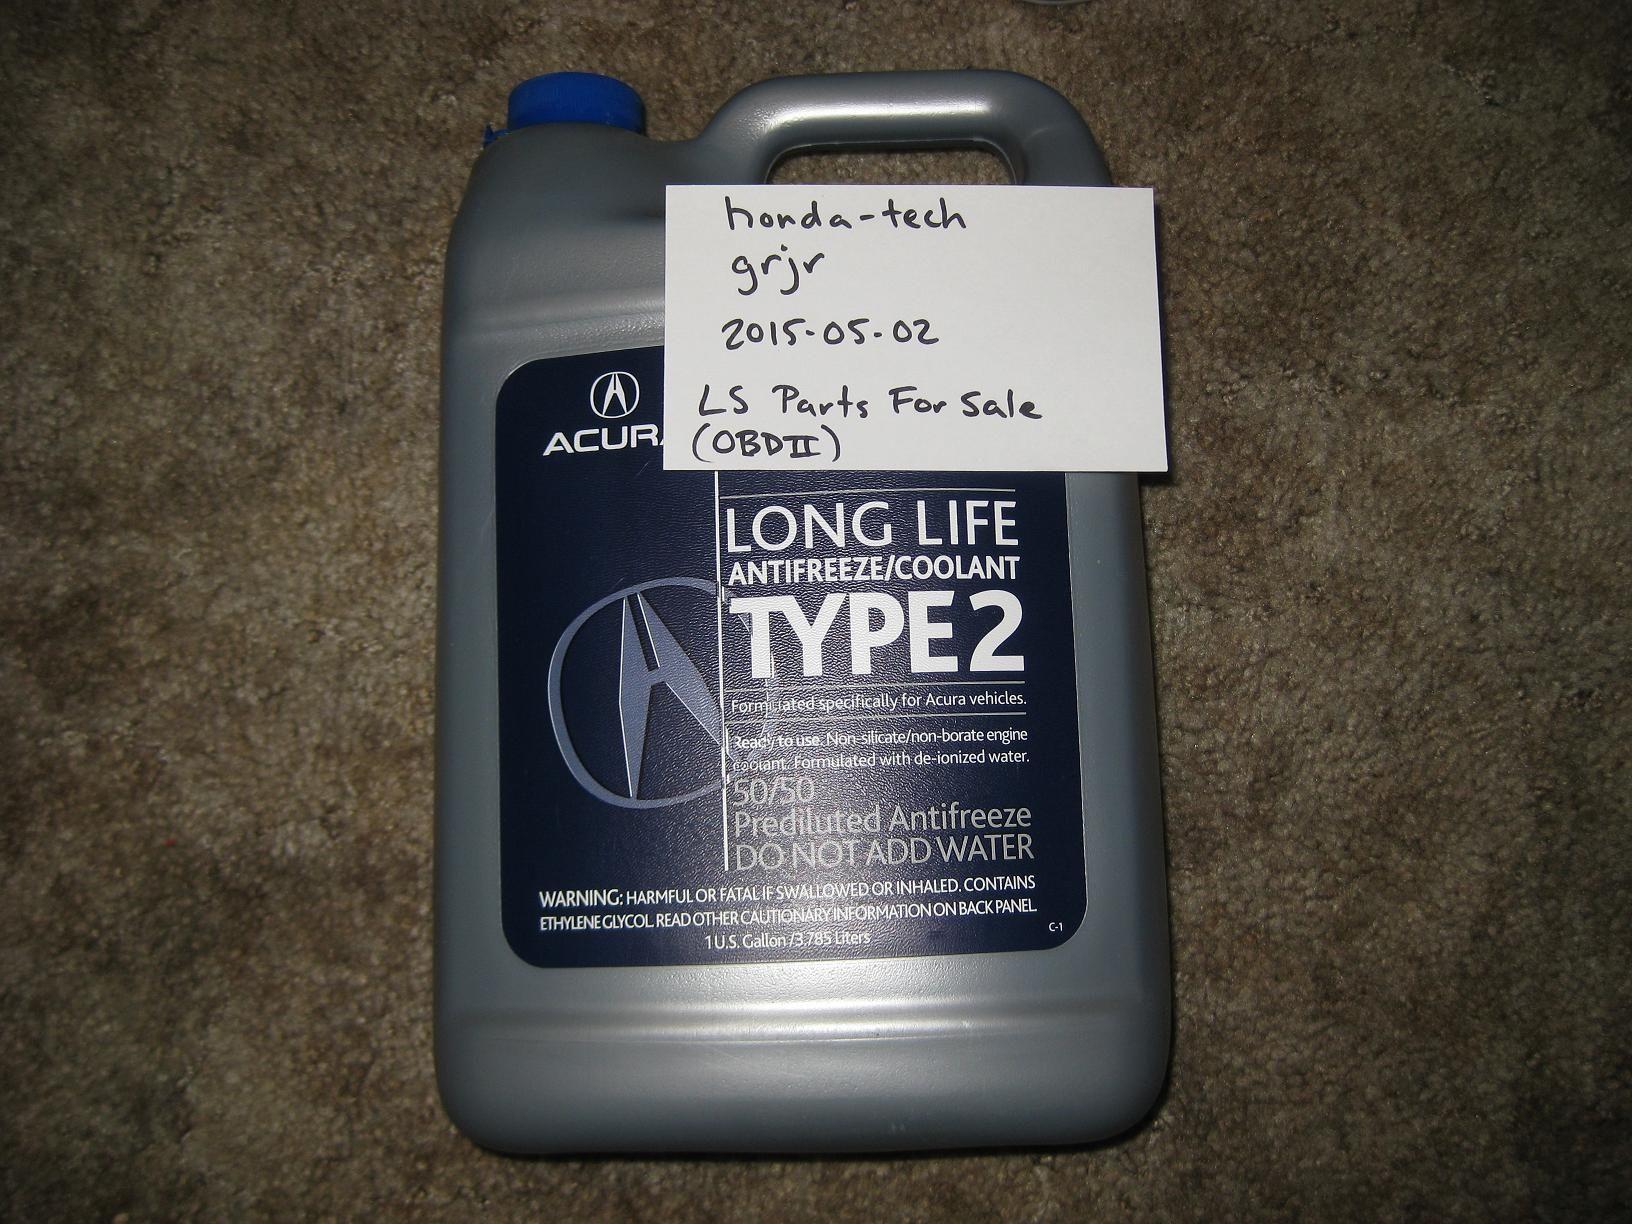 honda-tech
grjr
2015-05-02
LS Parts For Sale
(OBDII)
ACURA
LONG LIFE
ANTIFREEZE/COOLANT
TYPE 2
Formulated specifically for Acura vehicles.
Ready to use. Non-silicate/non-borate engine
coolant. Formulated with de-ionized water.
50/50
Prediluted Antifreeze
DO NOT ADD WATER
WARNING: HARMFUL OR FATAL IF SWALLOWED OR INHALED. CONTAINS
ETHYLENE GLYCOL. READ OTHER CAUTIONARY INFORMATION ON BACK PANEL.
1 U.S. Gallon /3.785 Liters
C-1